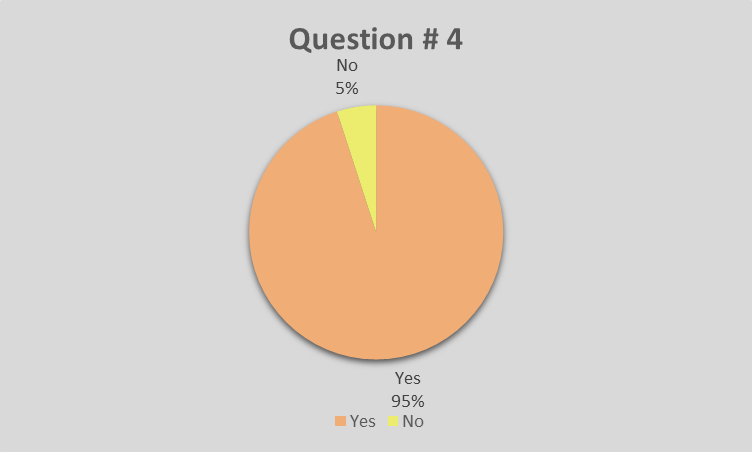 Question # 4
No
5%
Yes
95%
Yes No